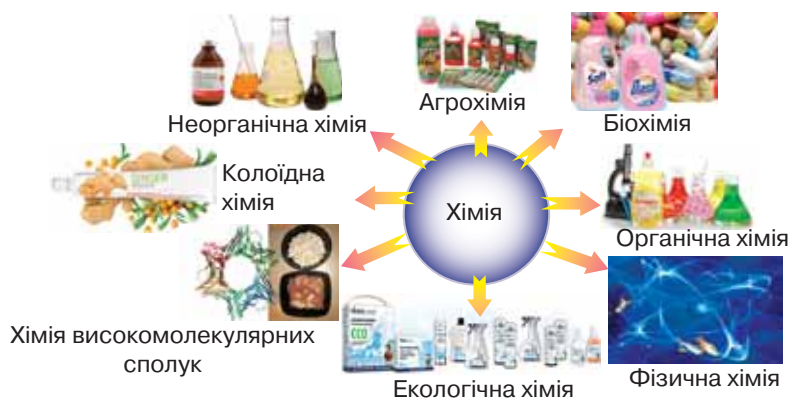 Неорганічна хімія
Агрохімія
Біохімія
Колоїдна
хімія
Хімія
Органічна хімія
Хімія високомолекулярних
сполук
Екологічна хімія
Фізична хімія